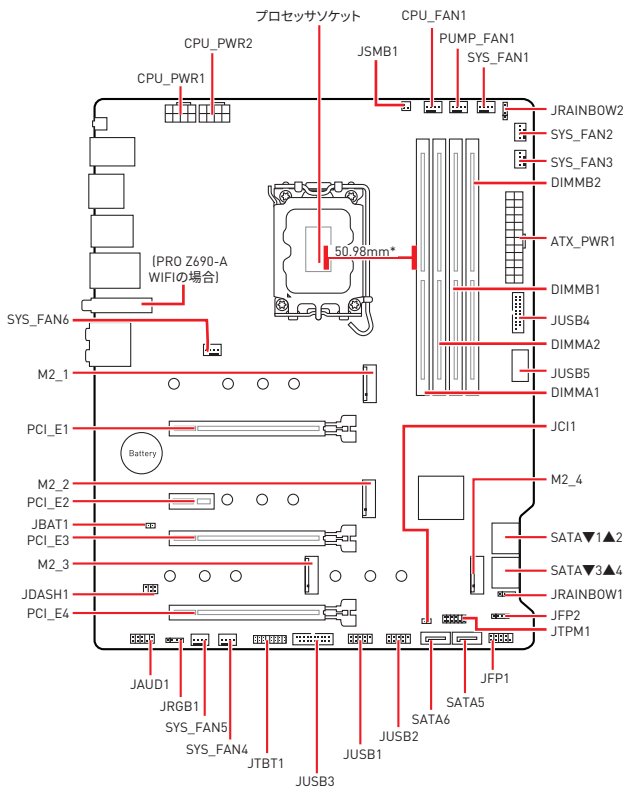 プロセッサソケット
CPU_FAN1
CPU_PWR2
JSMB1
PUMP_FAN1
CPU_PWR1
SYS_FAN1
JRAINBOW2
SYS_FAN2
SYS_FAN3
DIMMB2
50.98mm*
ATX_PWR1
(PRO Z690-A
WIFIの場合)
DIMMB1
SYS_FAN6
JUSB4
DIMMA2
M2_1
JUSB5
DIMMA1
PCI_E1
JCI1
Battery
M2_2
M2_4
PCI_E2
JBAT1
PCI_E3
SATA▼1▲2
M2_3
SATA▼3▲4
JDASH1
JRAINBOW1
PCI_E4
JFP2
JTPM1
JAUD1
JFP1
JRGB1
SATA5
SYS_FAN5
SATA6
SYS_FAN4
JUSB2
JTBT1
JUSB1
JUSB3